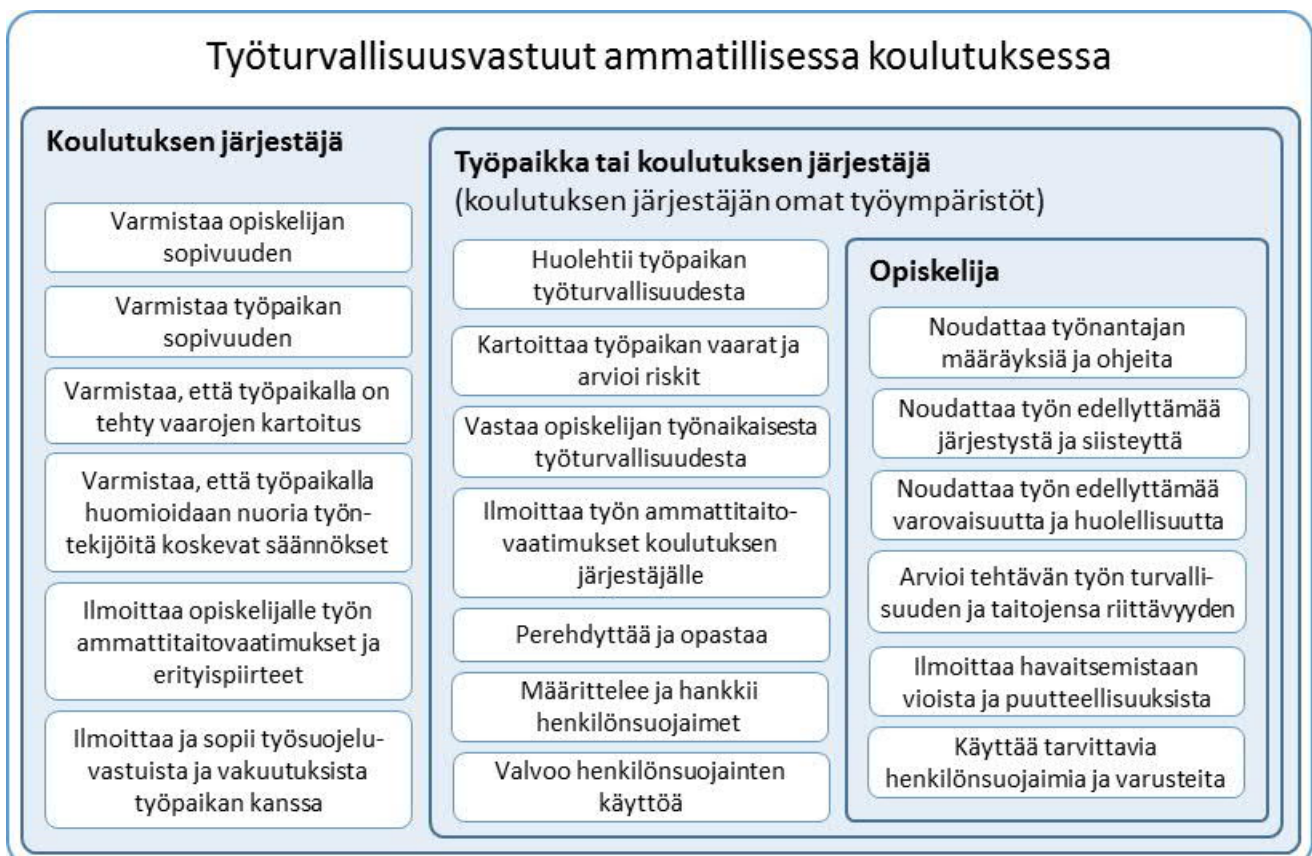 Työturvallisuusvastuut ammatillisessa koulutuksessa
Koulutuksen järjestäjä
Varmistaa opiskelijan
sopivuuden
Varmistaa työpaikan
sopivuuden
Varmistaa, että työpaikalla on
tehty vaarojen kartoitus
Varmistaa, että työpaikalla
huomioidaan nuoria työn-
tekijöitä koskevat säännökset
Ilmoittaa opiskelijalle työn
ammattitaitovaatimukset ja
erityispiirteet
Ilmoittaa ja sopii työsuojelu-
vastuista ja vakuutuksista
työpaikan kanssa
Työpaikka tai koulutuksen järjestäjä
(koulutuksen järjestäjän omat työympäristöt)
Huolehtii työpaikan
työturvallisuudesta
Kartoittaa työpaikan vaarat ja
arvioi riskit
Vastaa opiskelijan työnaikaisesta
työturvallisuudesta
Ilmoittaa työn ammattitaito-
vaatimukset koulutuksen
järjestäjälle
Perehdyttää ja opastaa
Määrittelee ja hankkii
henkilönsuojaimet
Valvoo henkilönsuojainten
käyttöä
Opiskelija
Noudattaa työnantajan
määräyksiä ja ohjeita
Noudattaa työn edellyttämää
järjestystä ja siisteyttä
Noudattaa työn edellyttämää
varovaisuutta ja huolellisuutta
Arvioi tehtävän työn turvalli-
suuden ja taitojensa riittävyyden
Ilmoittaa havaitsemistaan
vioista ja puutteellisuuksista
Käyttää tarvittavia
henkilönsuojaimia ja varusteita